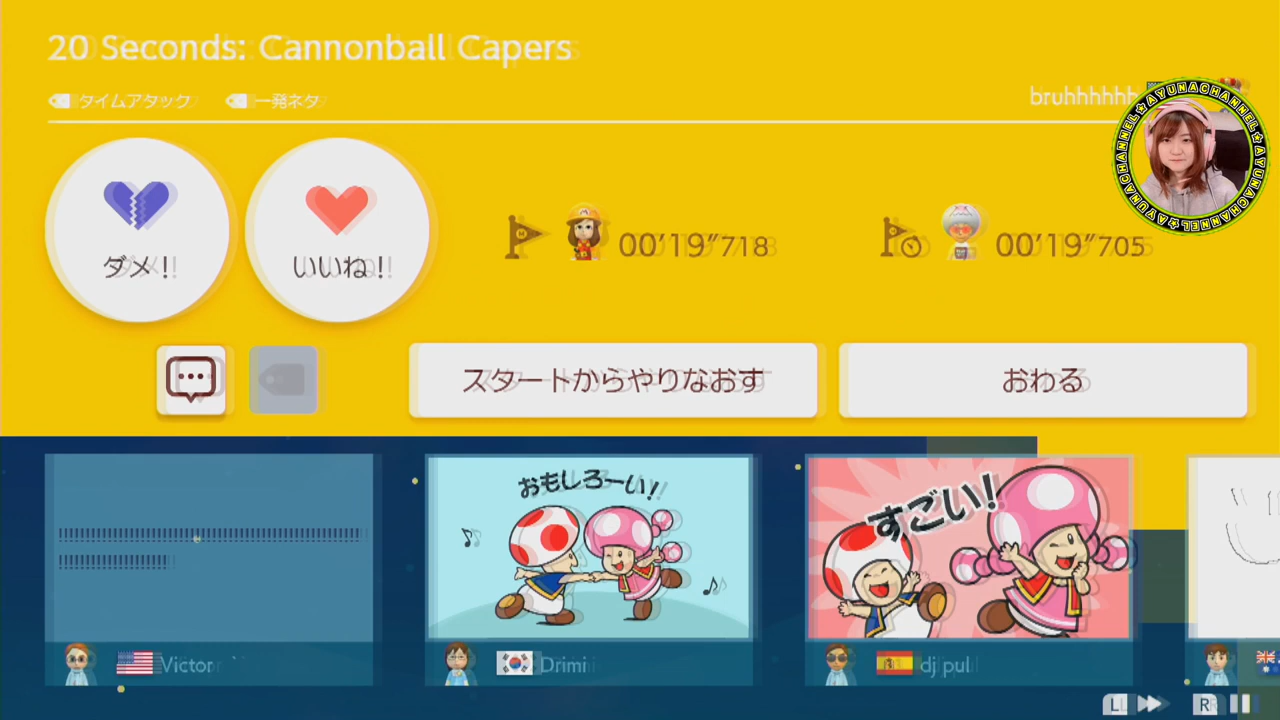 20 Seconds: Cannonball Capers
タイムアタック 一発ネタ
AYUNACHANNEL★AYUNACHANNEL★AYUNACHANNEL★
ダメ!
いいね!
00'19"718
00'19"705
スタートからやりなおす
おわる
おもしろーい!
すごい!
Victor
Drimi
dj pul
L
R